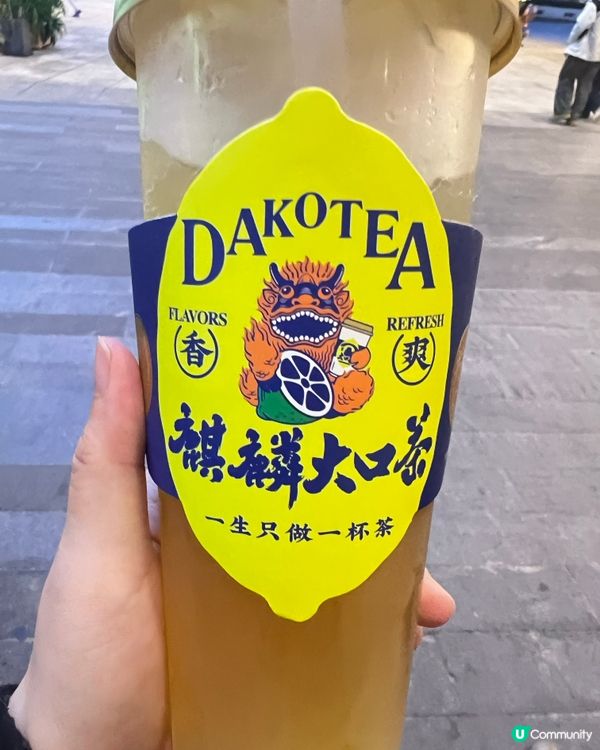 DAKOTEA
FLAVORS
香
REFRESH
爽
麒麟大口茶
一生只做一杯茶
U Community